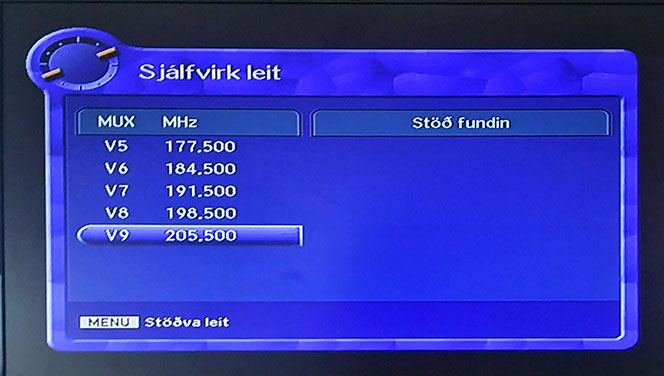 Sjálfvirk leit
MUX MHz Stöð fundin
V5 177.500
V6 184.500
V7 191.500
V8 198.500
V9 205.500
MENU Stöðva leit